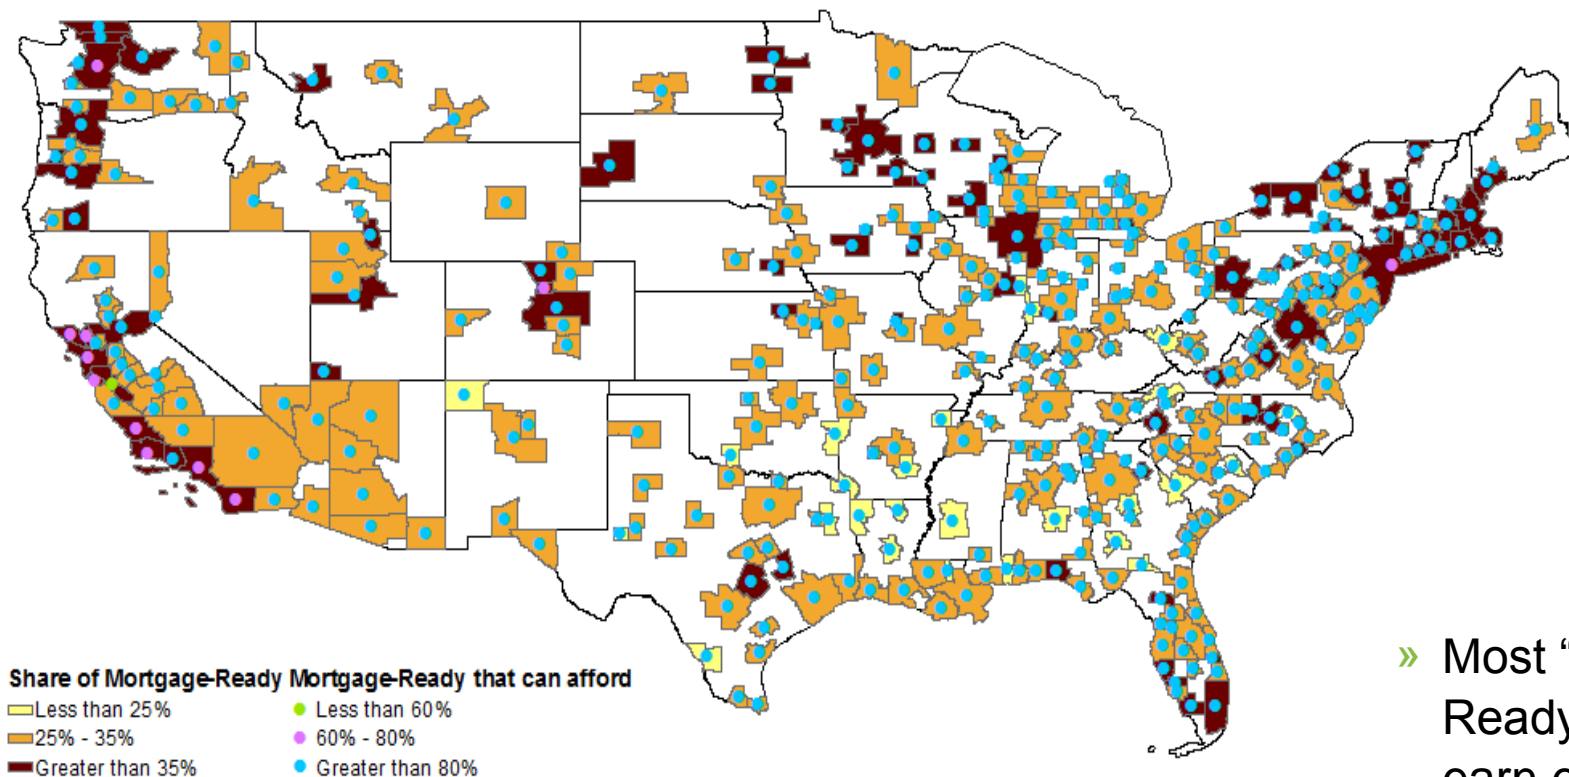 Share of Mortgage-Ready Mortgage-Ready that can afford
Less than 25% Less than 60%
25% - 35% 60% - 80%
Greater than 35% Greater than 80%
» Most “
Ready
earn o